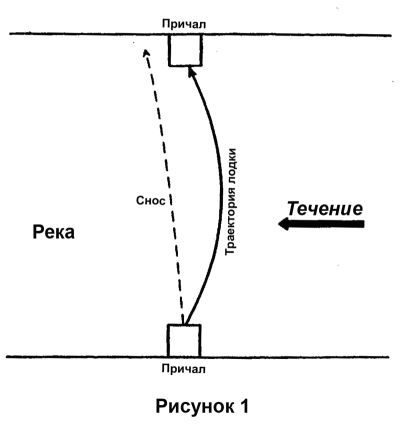 Причал
Снос
Траектория лодки
Течение
Река
Причал
Рисунок 1